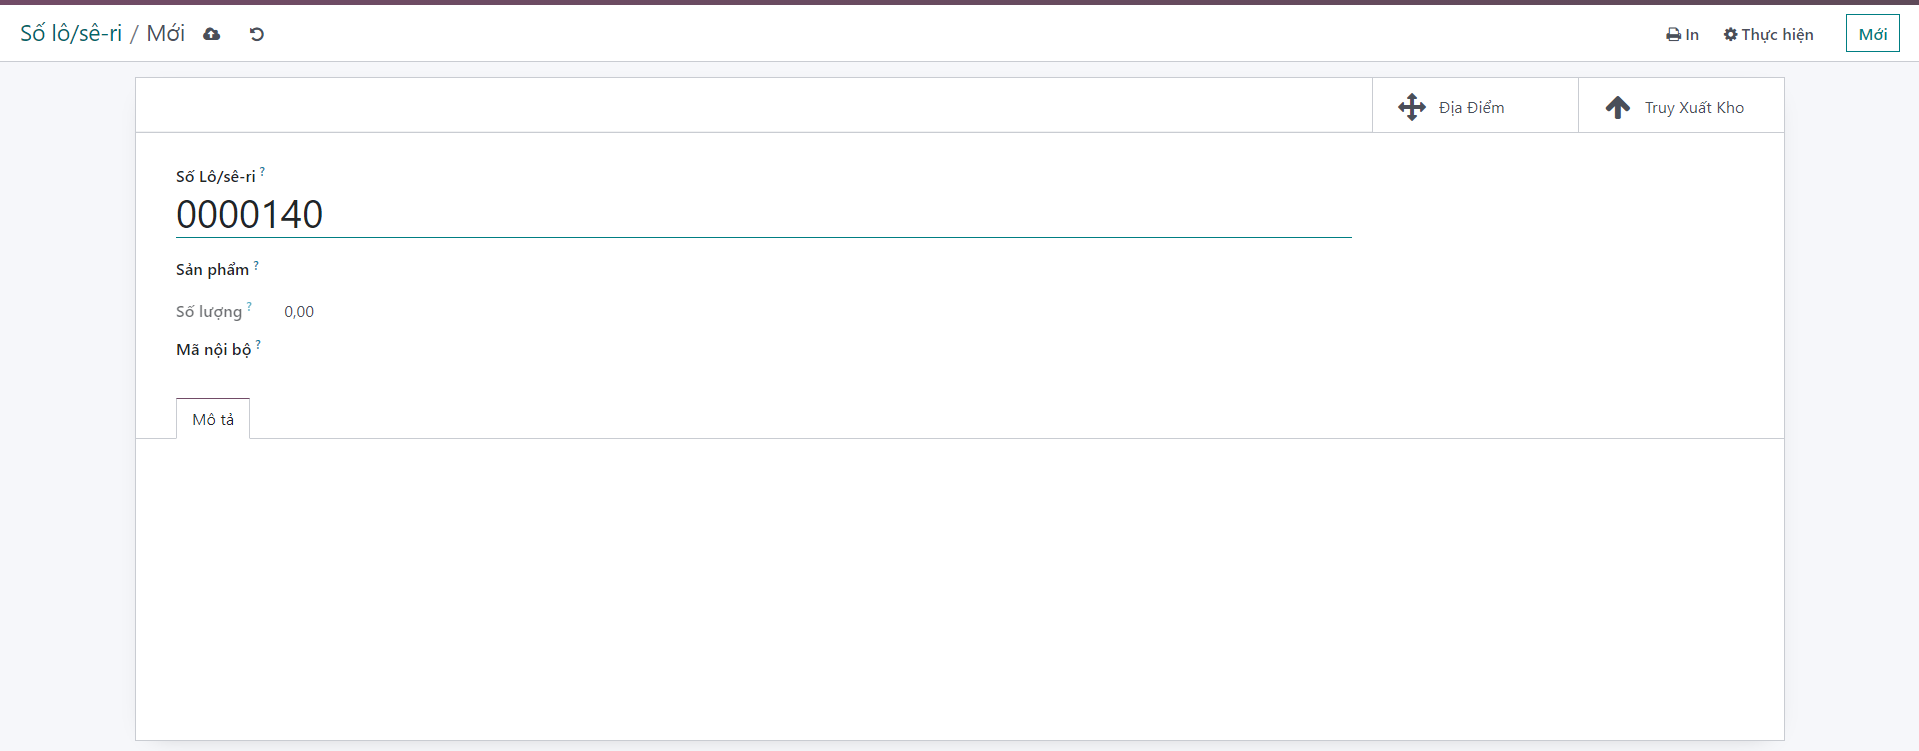 Số lô/sê-ri / Mới
In
Thực hiện
Mới
Địa Điểm
Truy Xuất Kho
Số Lô/sê-ri ?
0000140
Sản phẩm ?
Số lượng ? 0,00
Mã nội bộ ?
Mô tả